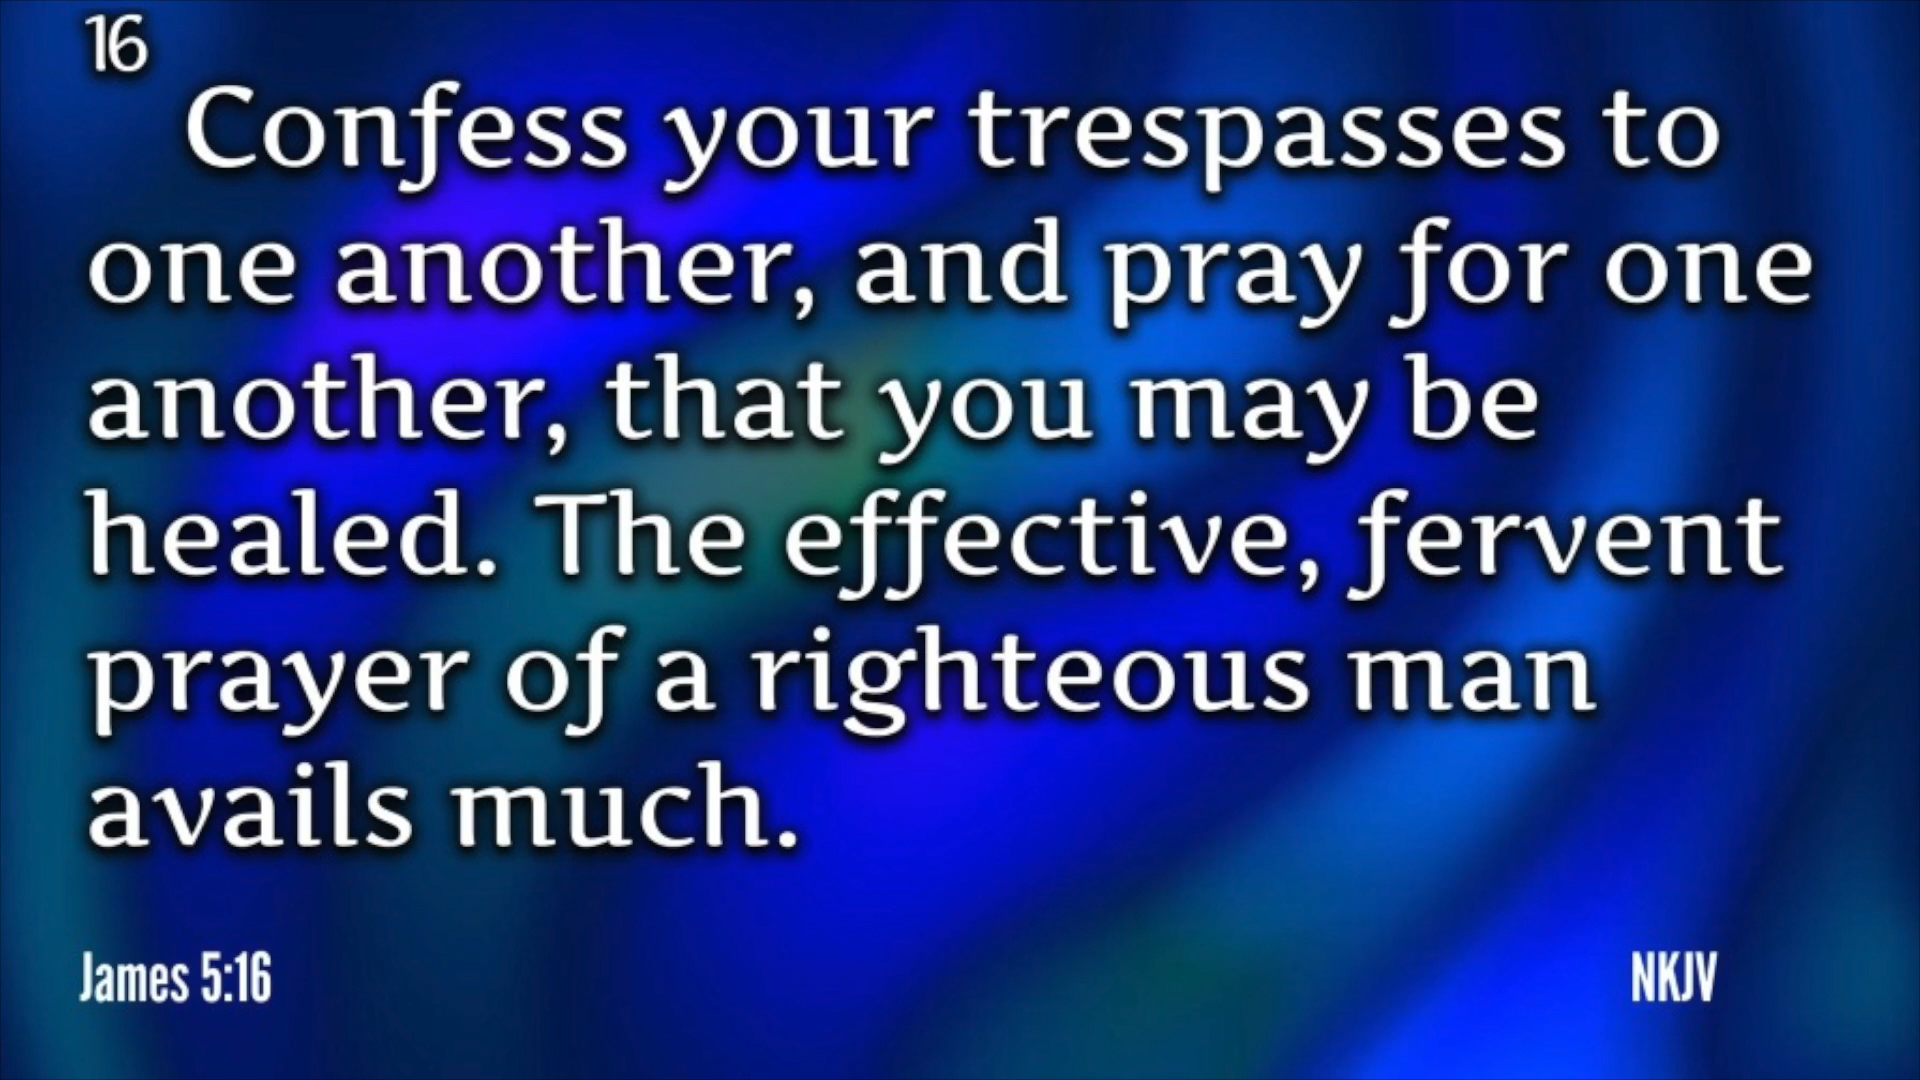 16
Confess your trespasses to
one another, and pray for one
another, that you may be
healed. The effective, fervent
prayer of a righteous man
avails much.
James 5:16
NKJV